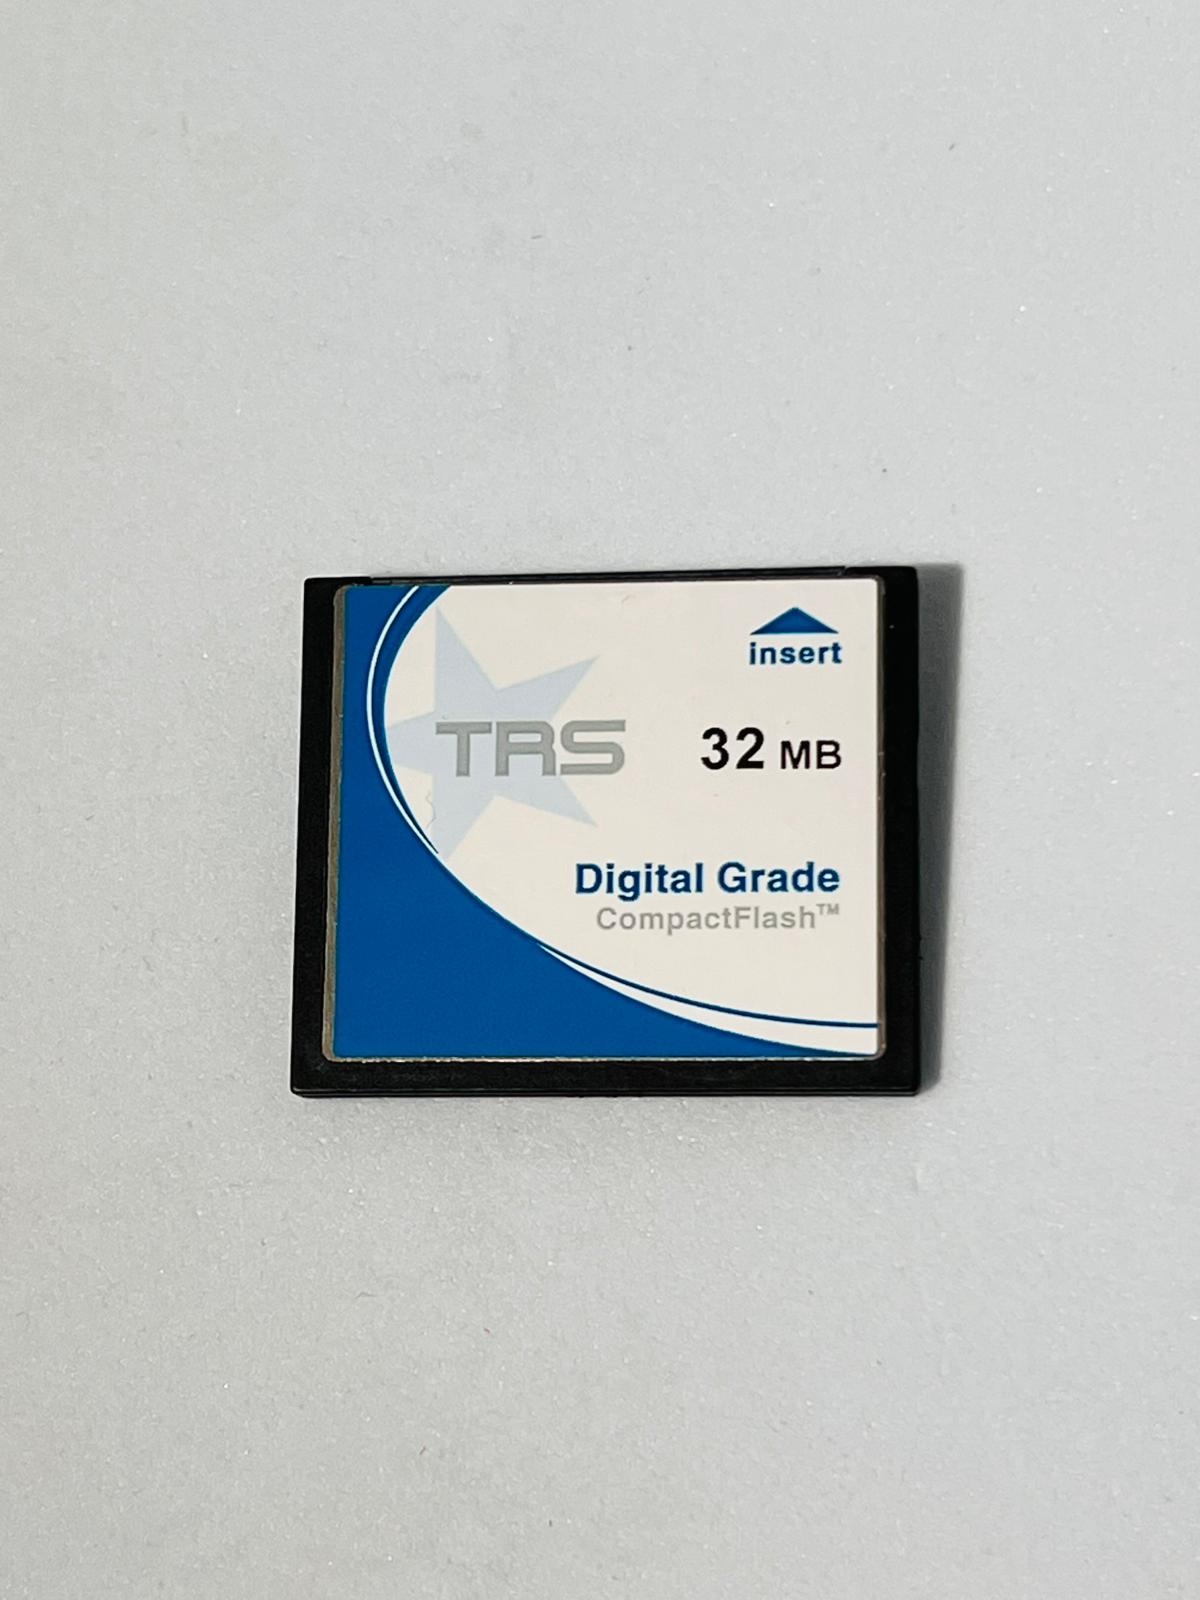 insert
TRS 32 MB
Digital Grade
CompactFlash™